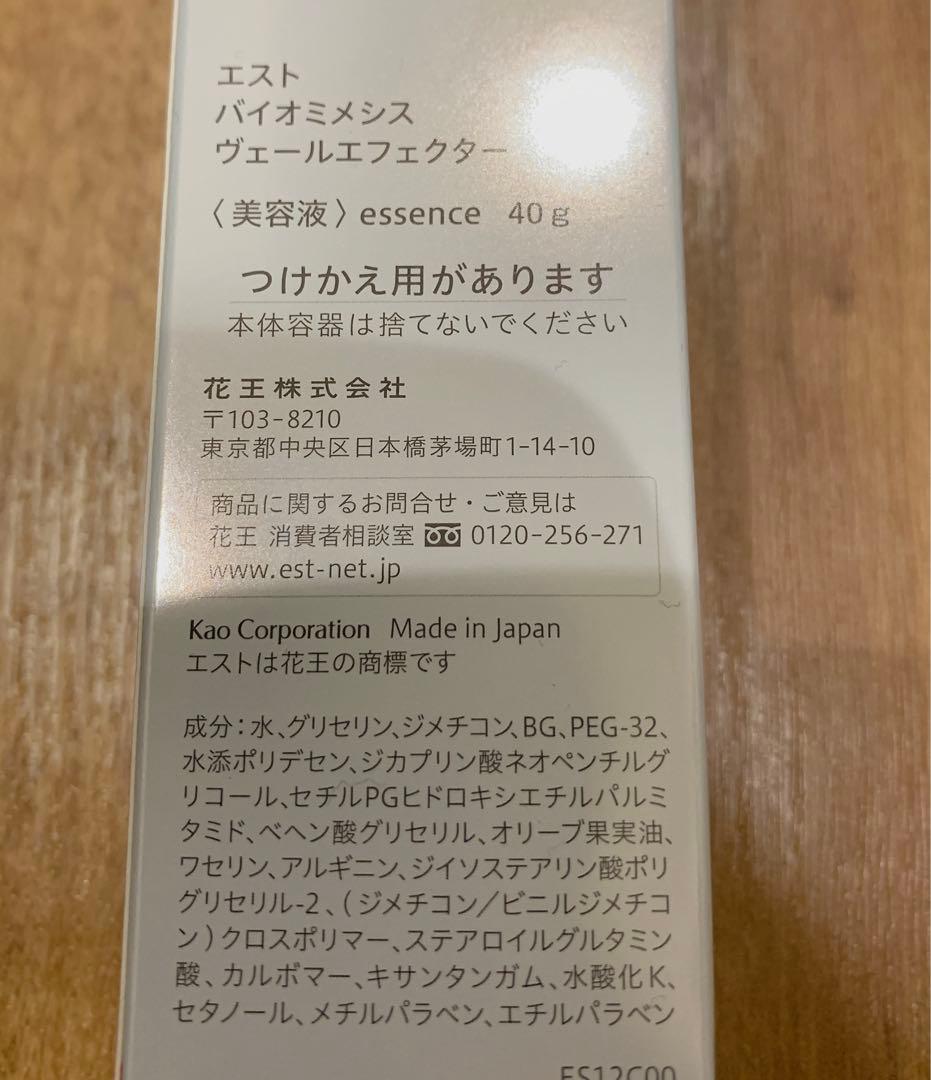 エスト
バイオミメシス
ヴェールエフェクター
〈美容液〉essence 40g
つけかえ用があります
本体容器は捨てないでください
花王株式会社
〒103-8210
東京都中央区日本橋茅場町1-14-10
商品に関するお問合せ・ご意見は
花王 消費者相談室 0120-256-271
www.est-net.jp
Kao Corporation Made in Japan
エストは花王の商標です
成分：水、グリセリン、ジメチコン、BG、PEG-32、
水添ポリデセン、ジカプリン酸ネオペンチルグ
リコール、セチルPGヒドロキシエチルパルミ
タミド、ベヘン酸グリセリル、オリーブ果実油、
ワセリン、アルギニン、ジイソステアリン酸ポリ
グリセリル-2、（ジメチコン／ビニルジメチコ
ン）クロスポリマー、ステアロイルグルタミン
酸、カルボマー、キサンタンガム、水酸化K、
セタノール、メチルパラベン、エチルパラベン
ES12C00